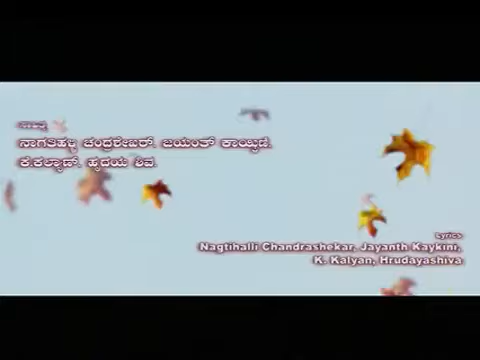 ಸಾಹಿತ್ಯ
ನಾಗತಿಹಳ್ಳಿ ಚಂದ್ರಶೇಖರ್. ಜಯಂತ್ ಕಾಯ್ಕಿಣಿ.
ಕೆ.ಕಲ್ಯಾಣ್. ಹೃದಯ ಶಿವ.
Lyrics
Nagtihalli Chandrashekar, Jayanth Kaykini,
K. Kalyan, Hrudayashiva